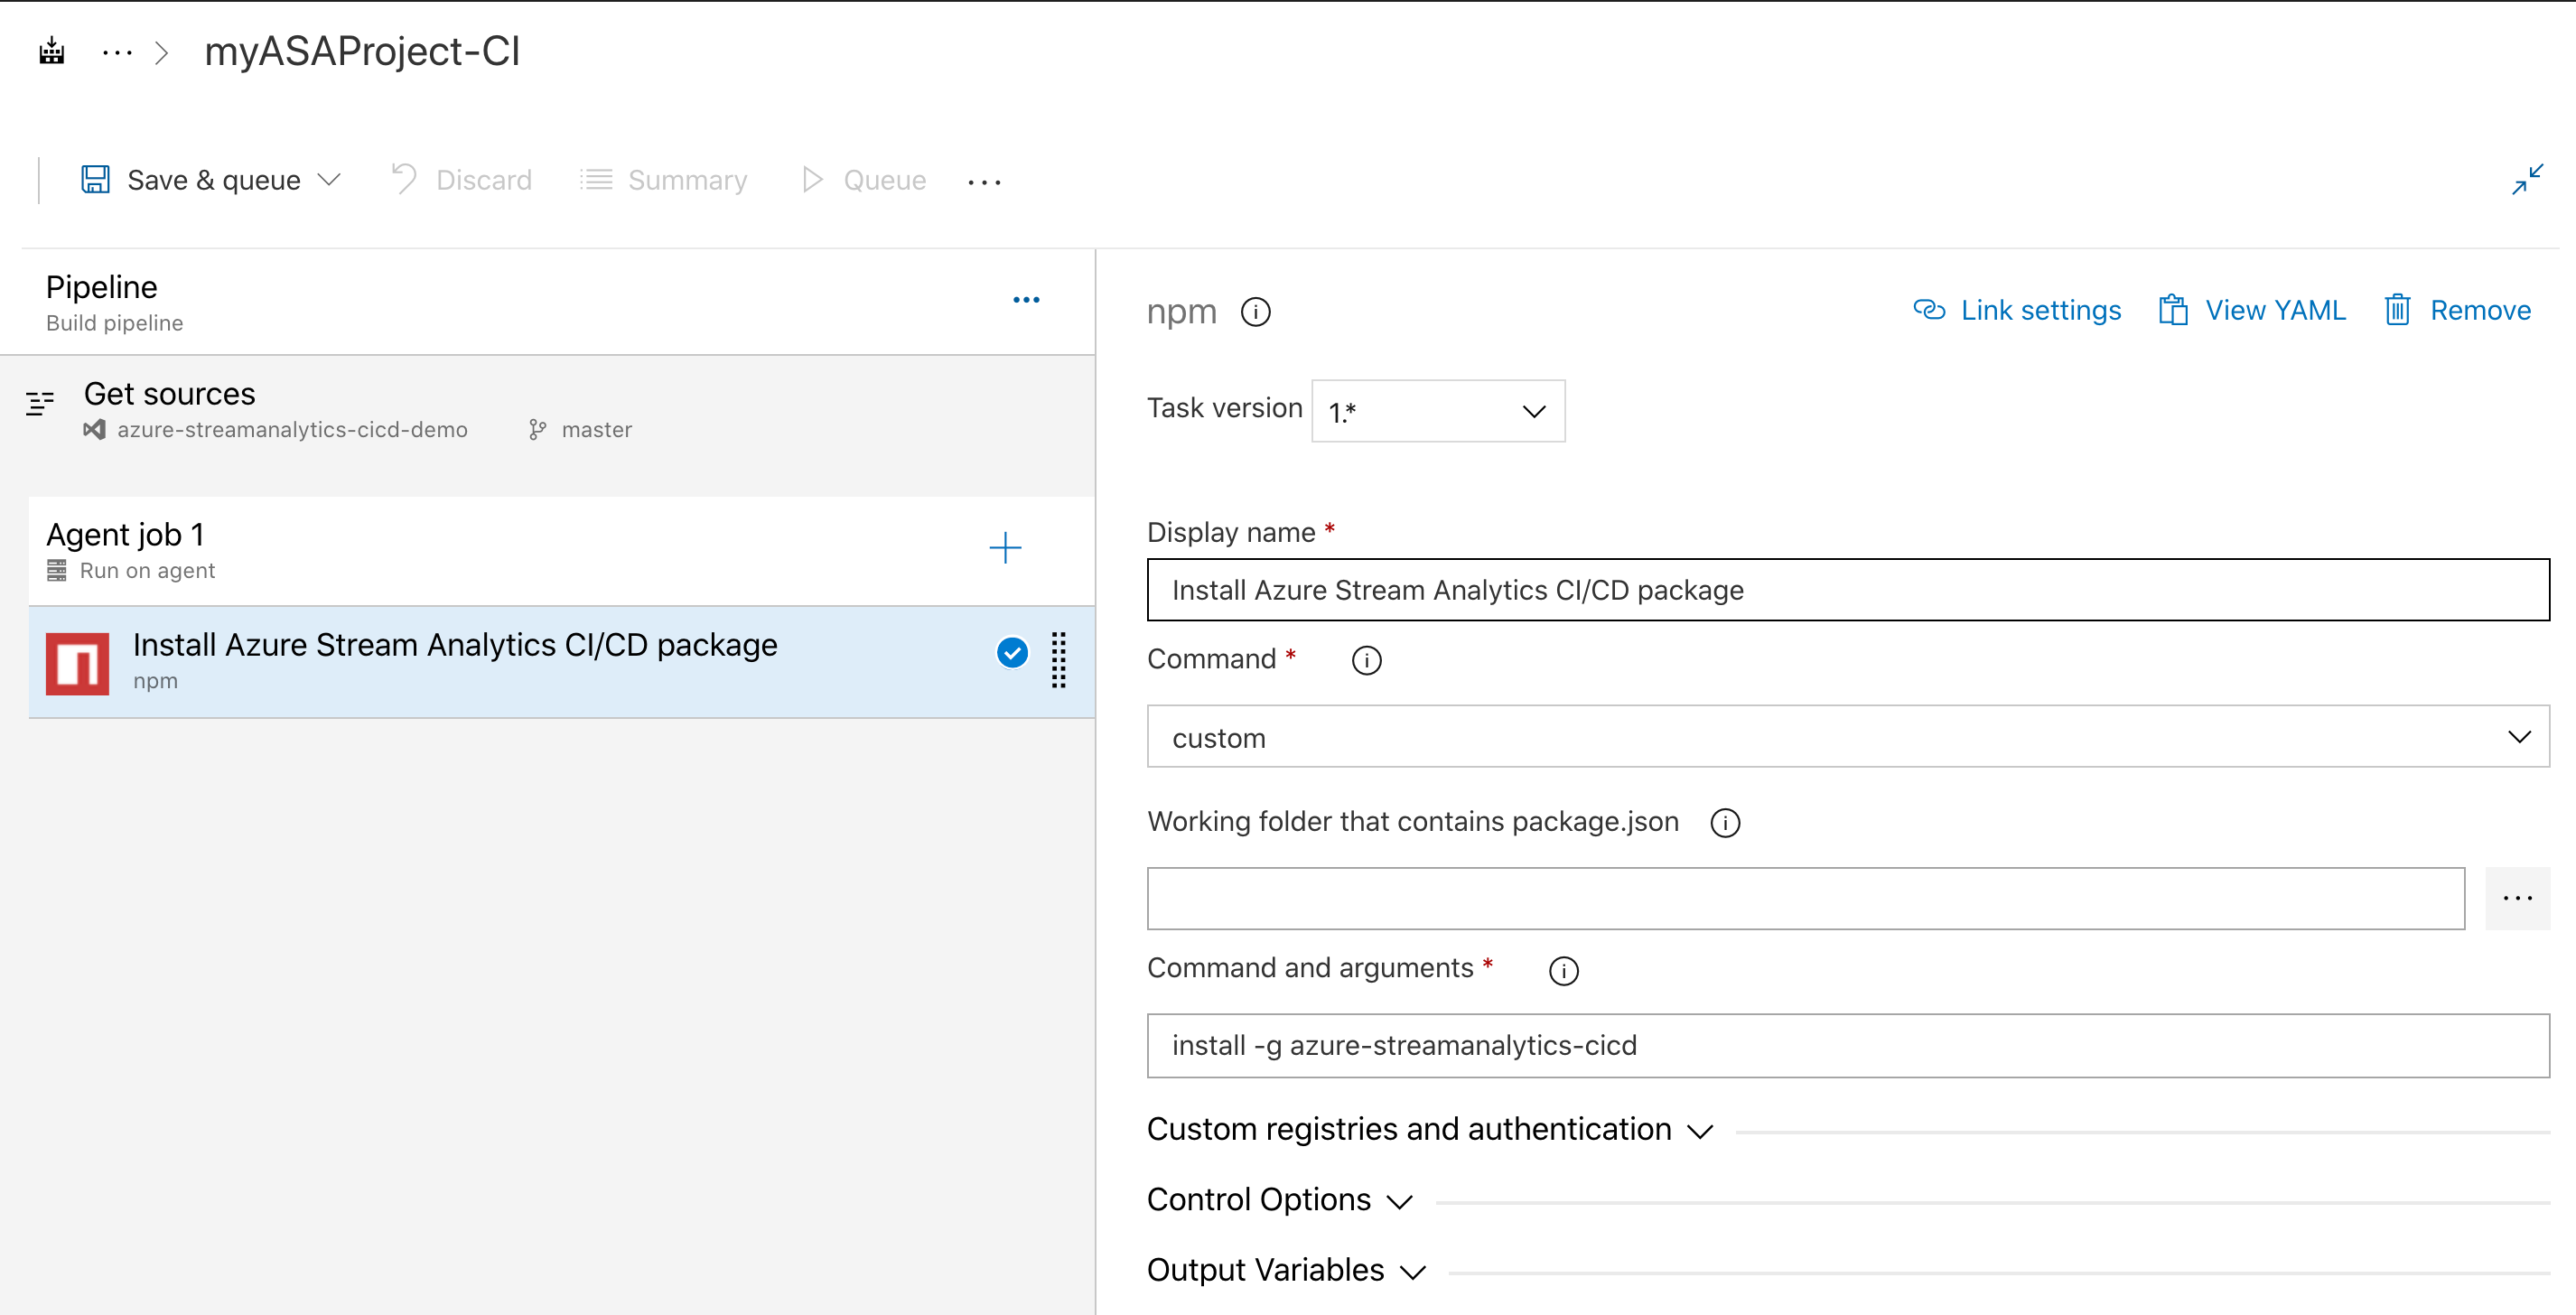 myASAProject-CI
Save & queue Discard Summary Queue
Pipeline
Build pipeline
Get sources
azure-streamanalytics-cicd-demo master
Agent job 1
Run on agent
Install Azure Stream Analytics CI/CD package
npm
npm Link settings View YAML Remove
Task version 1.*
Display name *
Install Azure Stream Analytics CI/CD package
Command *
custom
Working folder that contains package.json
Command and arguments *
install -g azure-streamanalytics-cicd
Custom registries and authentication
Control Options
Output Variables